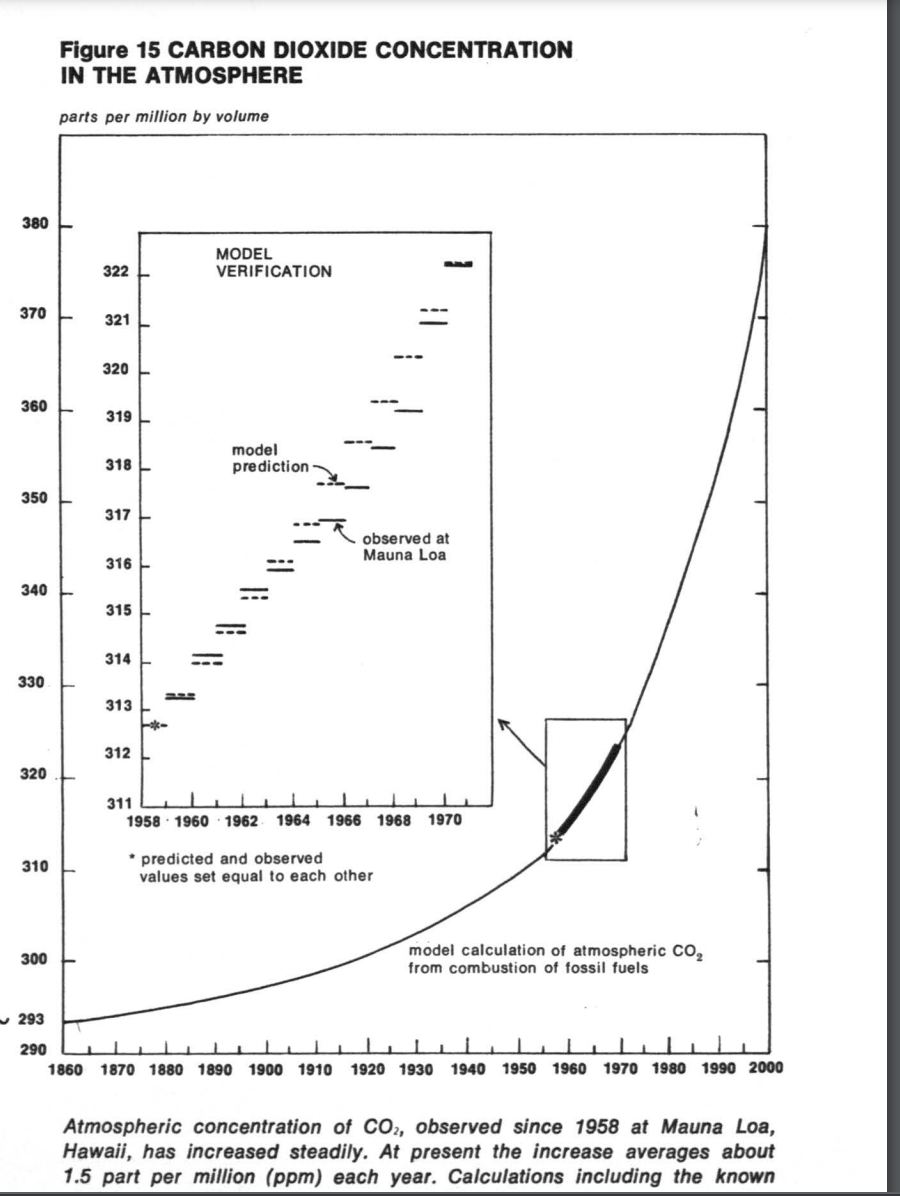 Figure 15 CARBON DIOXIDE CONCENTRATION
IN THE ATMOSPHERE
parts per million by volume
380
370
360
350
340
330
320
310
300
293
290
MODEL
VERIFICATION
322
321
320
319
318
317
316
315
314
313
312
311
model
prediction
observed at
Mauna Loa
1958 1960 1962 1964 1966 1968 1970
* predicted and observed
values set equal to each other
model calculation of atmospheric CO₂
from combustion of fossil fuels
1860 1870 1880 1890 1900 1910 1920 1930 1940 1950 1960 1970 1980 1990 2000
Atmospheric concentration of CO₂, observed since 1958 at Mauna Loa,
Hawaii, has increased steadily. At present the increase averages about
1.5 part per million (ppm) each year. Calculations including the known